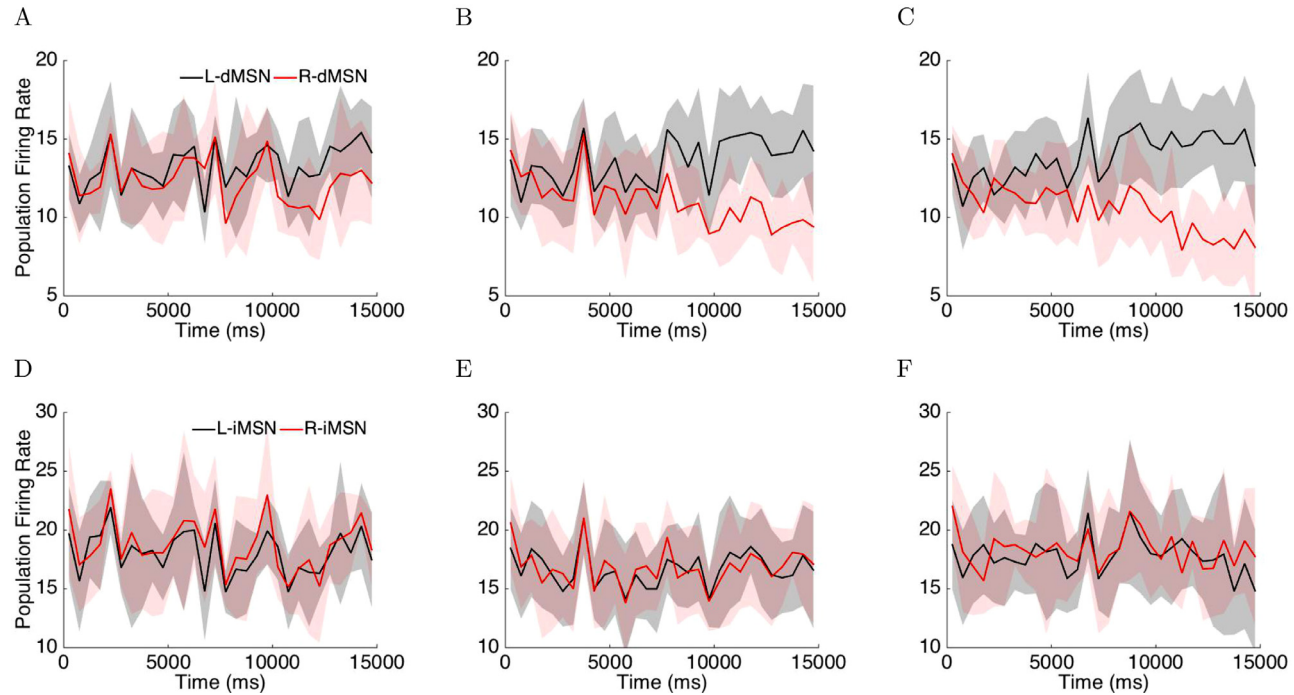 A
B
C
Population Firing Rate
20
15
10
5
L-dMSN R-dMSN
0 5000 10000 15000
Time (ms)
20
15
10
5
0 5000 10000 15000
Time (ms)
20
15
10
5
0 5000 10000 15000
Time (ms)
D
E
F
Population Firing Rate
30
25
20
15
10
L-iMSN R-iMSN
0 5000 10000 15000
Time (ms)
30
25
20
15
10
0 5000 10000 15000
Time (ms)
30
25
20
15
10
0 5000 10000 15000
Time (ms)